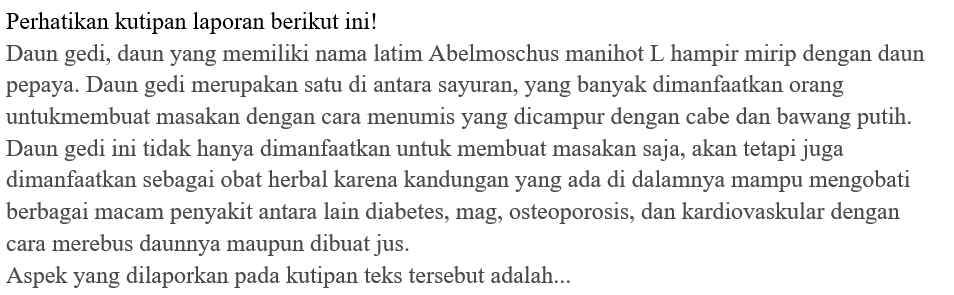 Perhatikan kutipan laporan berikut ini!
Daun gedi, daun yang memiliki nama latim Abelmoschus manihot L hampir mirip dengan daun
pepaya. Daun gedi merupakan satu di antara sayuran, yang banyak dimanfaatkan orang
untukmembuat masakan dengan cara menumis yang dicampur dengan cabe dan bawang putih.
Daun gedi ini tidak hanya dimanfaatkan untuk membuat masakan saja, akan tetapi juga
dimanfaatkan sebagai obat herbal karena kandungan yang ada di dalamnya mampu mengobati
berbagai macam penyakit antara lain diabetes, mag, osteoporosis, dan kardiovaskular dengan
cara merebus daunnya maupun dibuat jus.
Aspek yang dilaporkan pada kutipan teks tersebut adalah...